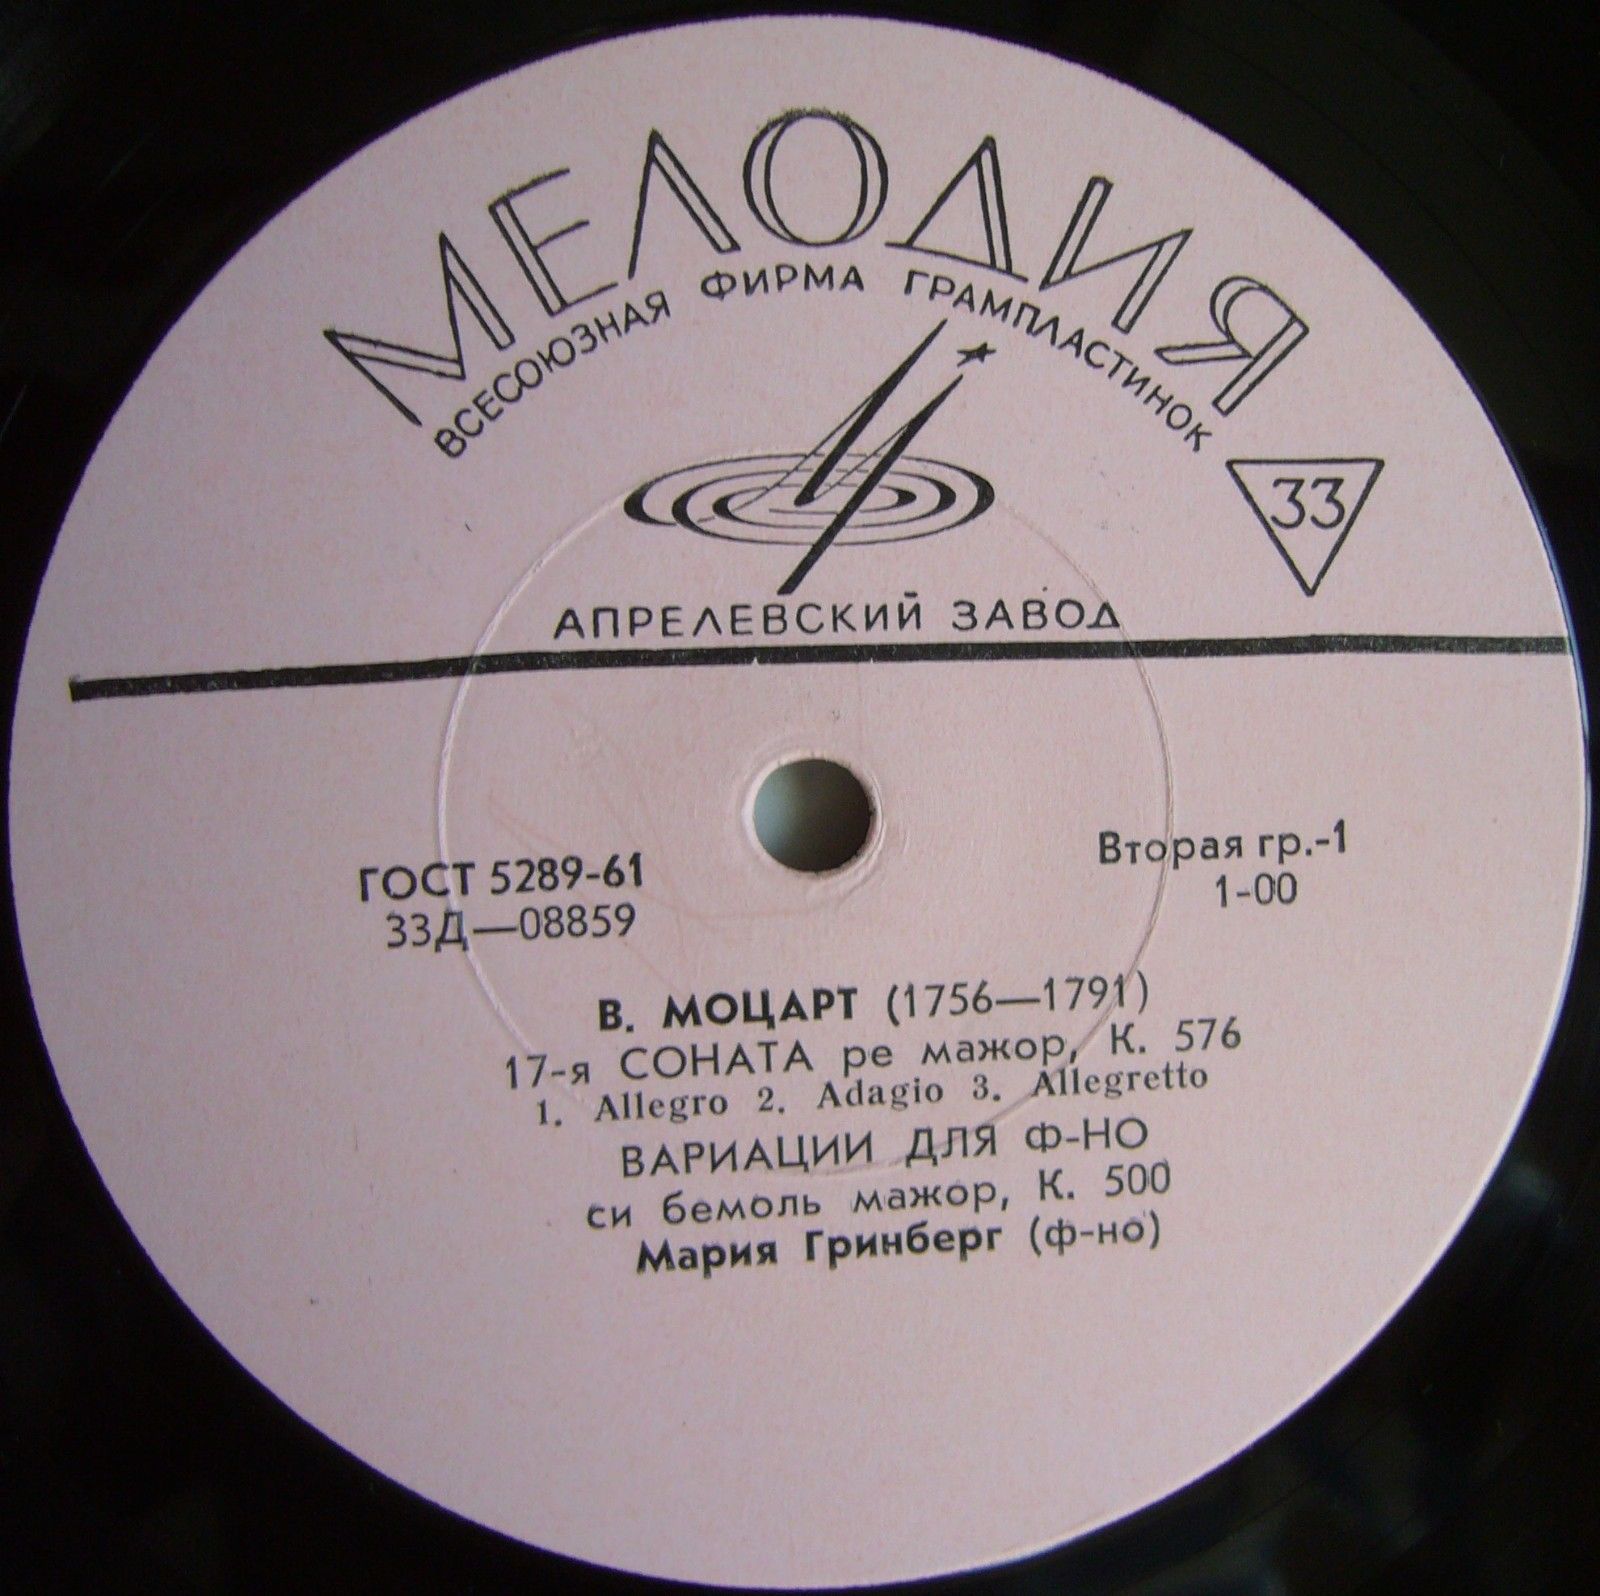 МЕЛОДИЯ
ВСЕСОЮЗНАЯ ФИРМА ГРАМПЛАСТИНОК
33
АПРЕЛЕВСКИЙ ЗАВОД
ГОСТ 5289-61
33Д—08859
Вторая гр.-1
1-00
В. МОЦАРТ (1756—1791)
17-я СОНАТА ре мажор, К. 576
1. Allegro 2. Adagio 3. Allegretto
ВАРИАЦИИ ДЛЯ Ф-НО
си бемоль мажор, К. 500
Мария Гринберг (ф-но)